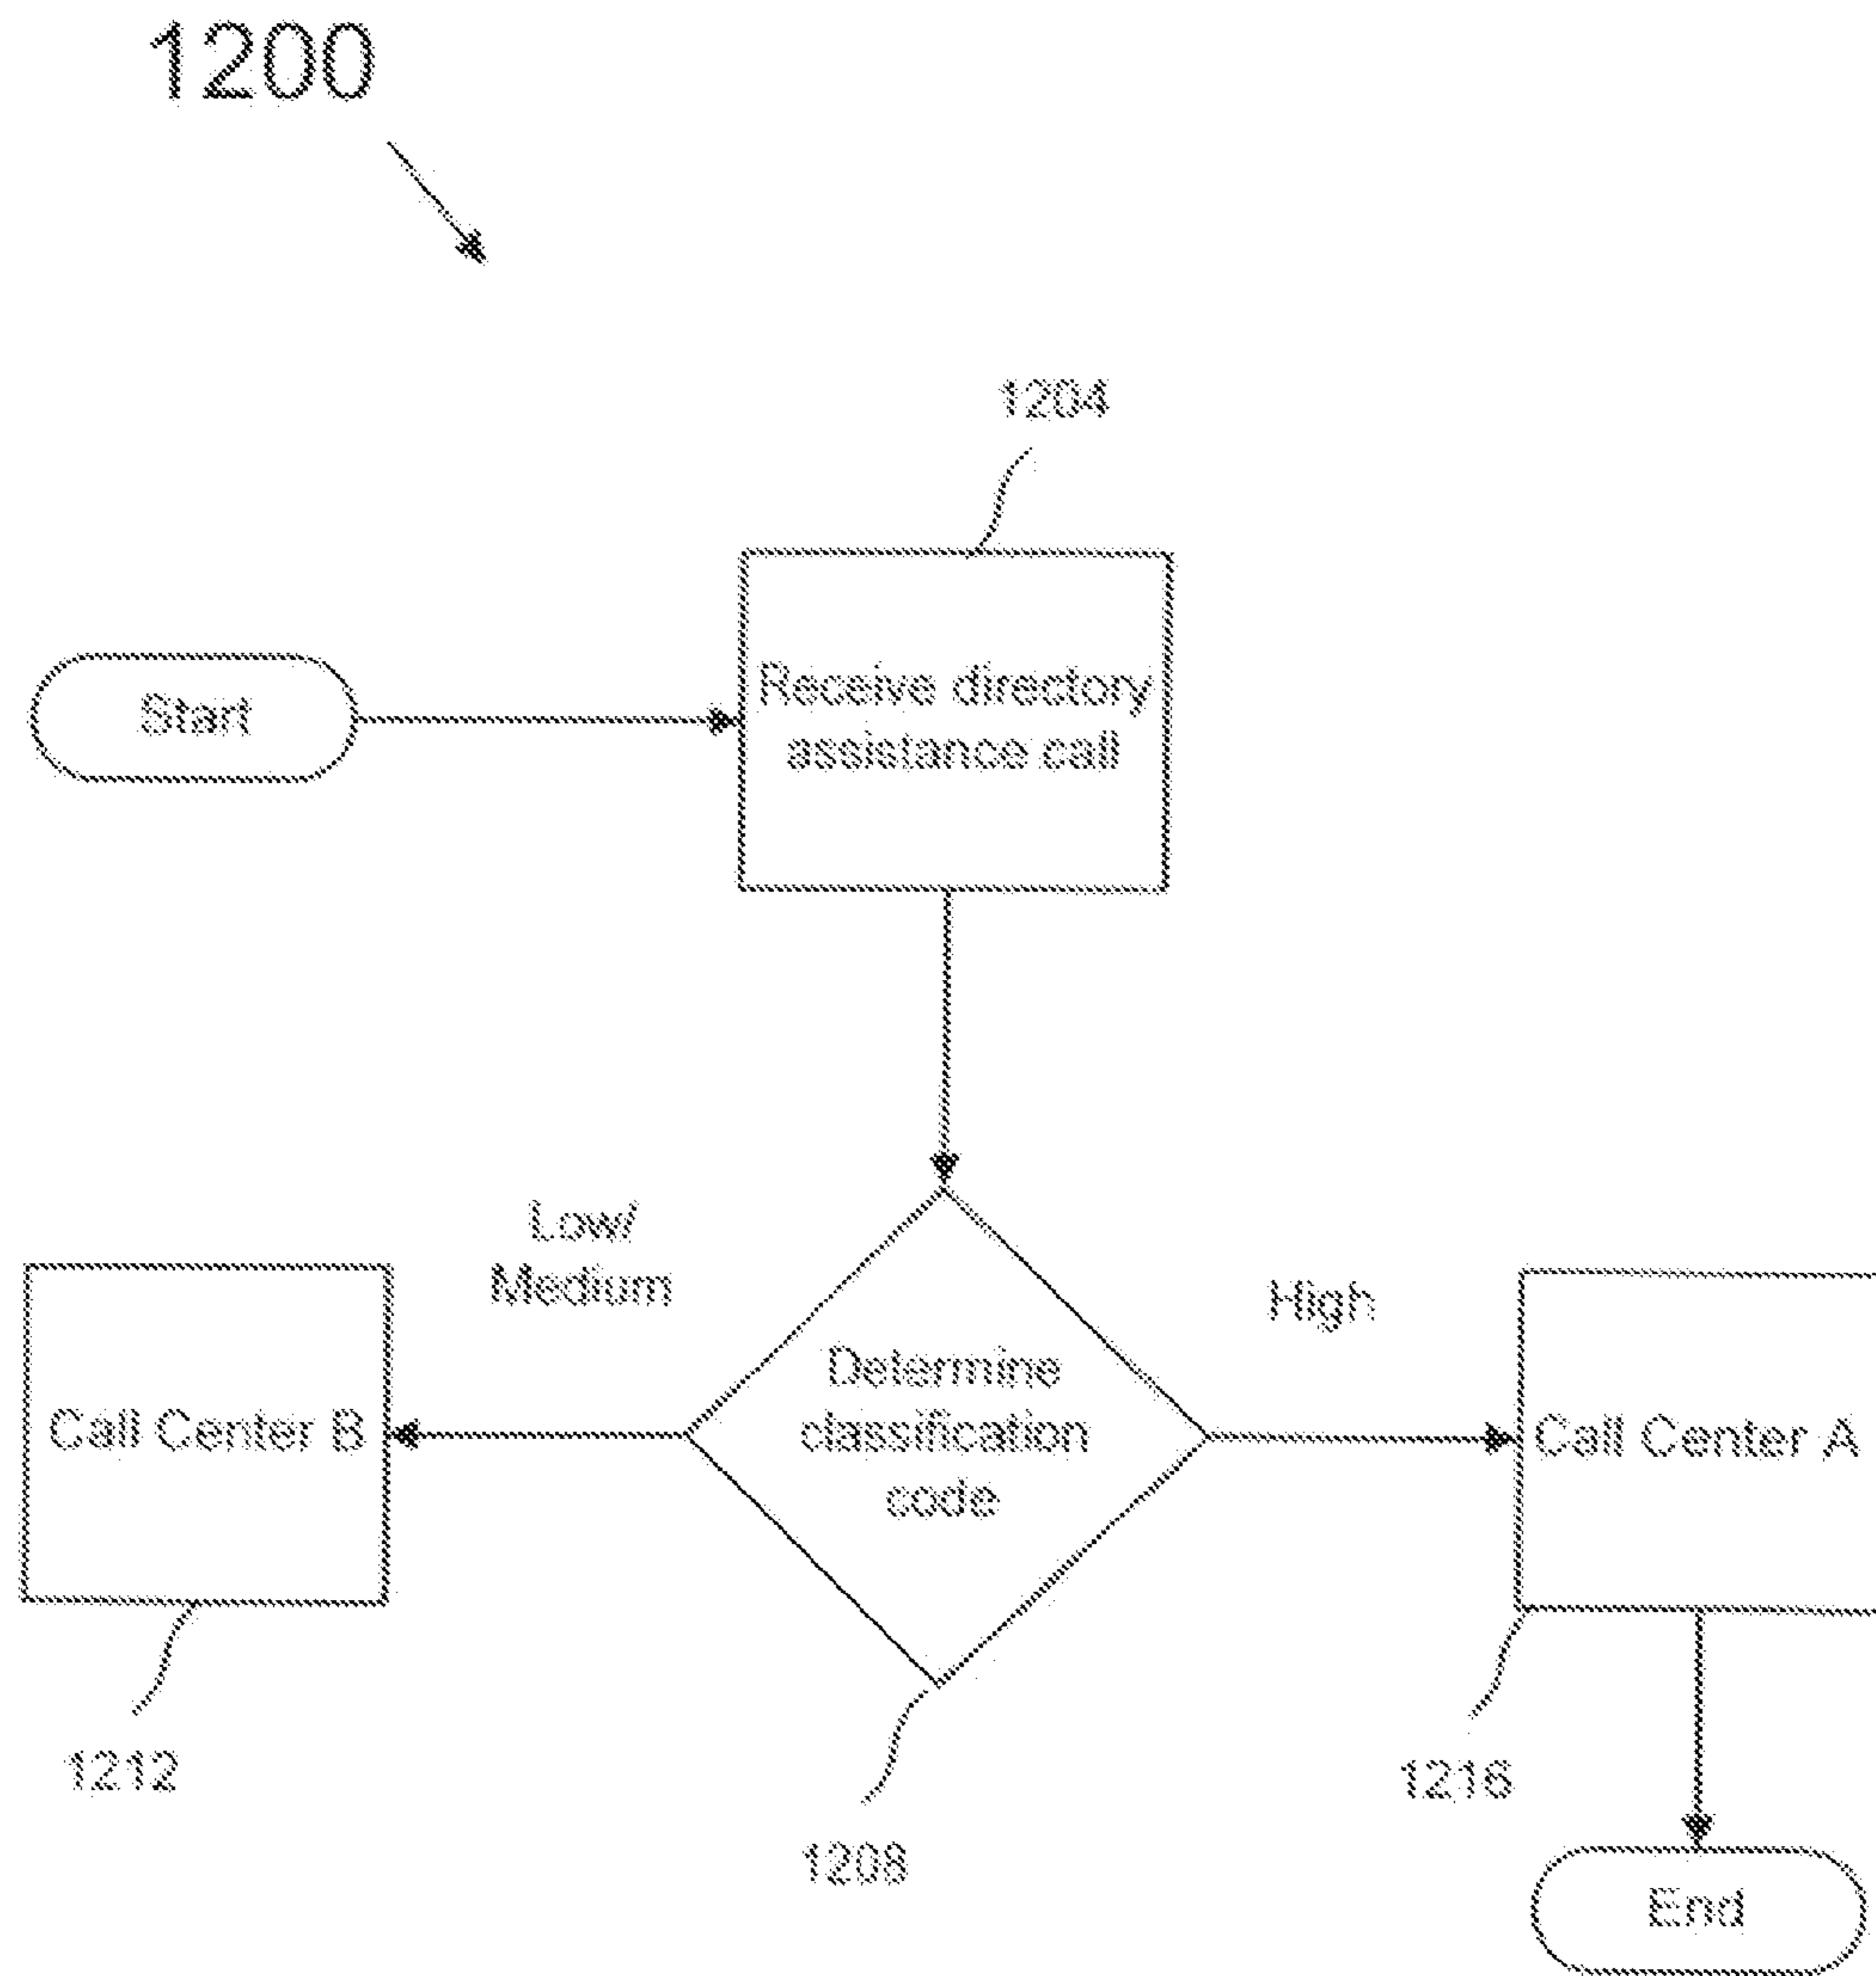 1200
1204
Start
Receive directory
assistance call
Low/
Medium
High
Call Center B
Determine
classification
code
Call Center A
1212
1208
1216
End